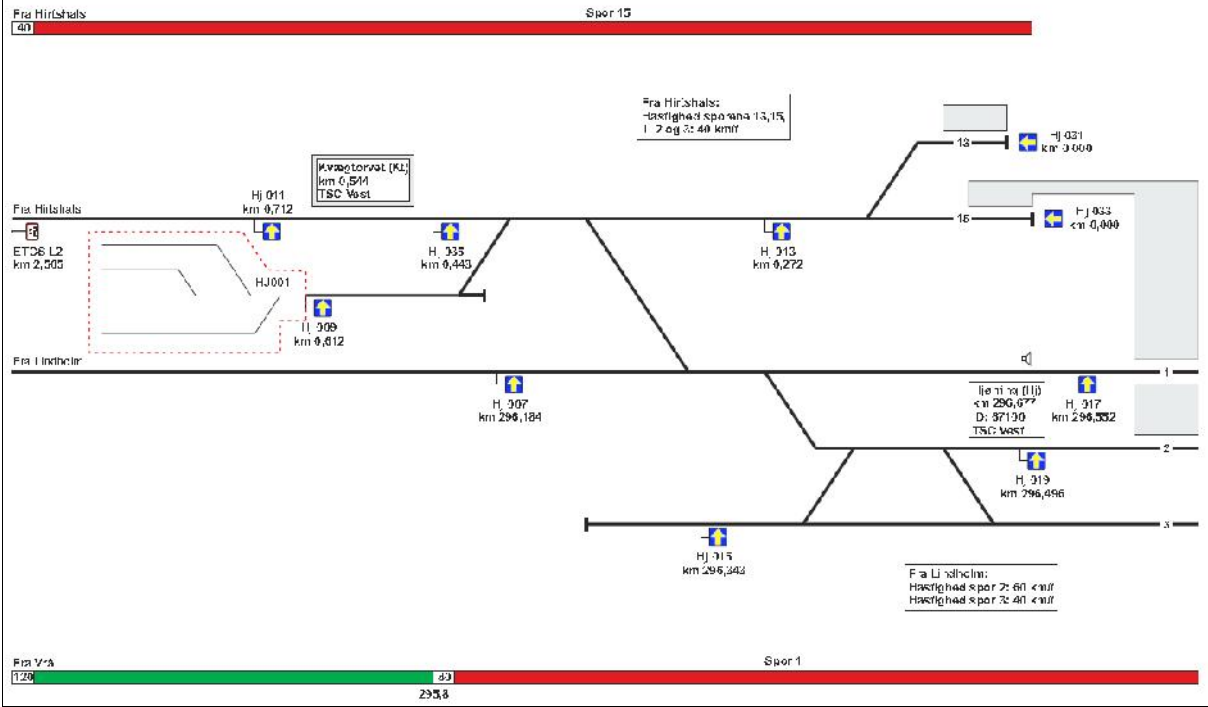 Fra Hirtshals
Spor 15
40
Fra Hirtshals:
Hastighed sporene 13,15,
1, 2 og 3: 40 km/t
13
Hj 031
km 0,000
Kvægtorvet (Kt)
km 0,544
TSC Vest
Hj 011
km 0,712
Fra Hirtshals
15
Hj 033
km 0,000
ETCS L2
km 2,505
Hj 035
km 0,443
Hj 013
km 0,272
HJ001
Hj 009
km 0,612
Fra Lindholm
1
Hj 007
km 296,184
Hjørring (Hj)
km 296,677
TSC Vest
Hj 017
km 296,552
2
Hj 019
km 296,496
3
Hj 015
km 296,343
Fra Lindholm:
Hastighed spor 2: 60 km/t
Hastighed spor 3: 40 km/t
Fra Vrå
Spor 1
120
295,8